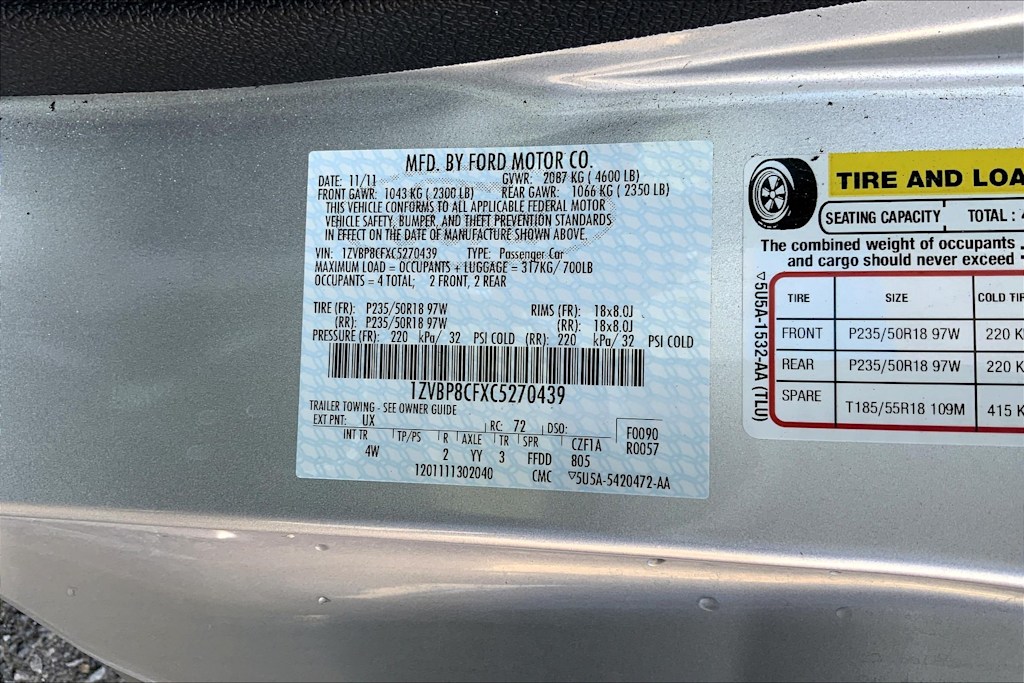 MFD. BY FORD MOTOR CO.
DATE: 11/11 GVWR: 2087 KG ( 4600 LB)
FRONT GAWR: 1043 KG ( 2300 LB) REAR GAWR: 1066 KG ( 2350 LB)
THIS VEHICLE CONFORMS TO ALL APPLICABLE FEDERAL MOTOR
VEHICLE SAFETY, BUMPER, AND THEFT PREVENTION STANDARDS
IN EFFECT ON THE DATE OF MANUFACTURE SHOWN ABOVE.
VIN: 1ZVBP8CFXC5270439 TYPE: Passenger Car
MAXIMUM LOAD = OCCUPANTS + LUGGAGE = 317KG/ 700LB
OCCUPANTS = 4 TOTAL; 2 FRONT, 2 REAR
TIRE (FR): P235/50R18 97W RIMS (FR): 18x8.0J
(RR): P235/50R18 97W (RR): 18x8.0J
PRESSURE (FR): 220 kPa/ 32 PSI COLD (RR): 220 kPa/ 32 PSI COLD
1ZVBP8CFXC5270439
TRAILER TOWING - SEE OWNER GUIDE
EXT PNT: UX RC: 72 DSO: F0090
INT TR TP/PS R AXLE TR SPR CZF1A R0057
4W 2 YY 3 FFDD 805
1201111302040 CMC ▽5U5A-5420472-AA
TIRE AND LOA
SEATING CAPACITY TOTAL :
The combined weight of occupants
and cargo should never exceed
TIRE SIZE COLD TI
FRONT P235/50R18 97W 220 K
REAR P235/50R18 97W 220 K
SPARE T185/55R18 109M 415 K
▽5U5A-1532-AA (TLU)